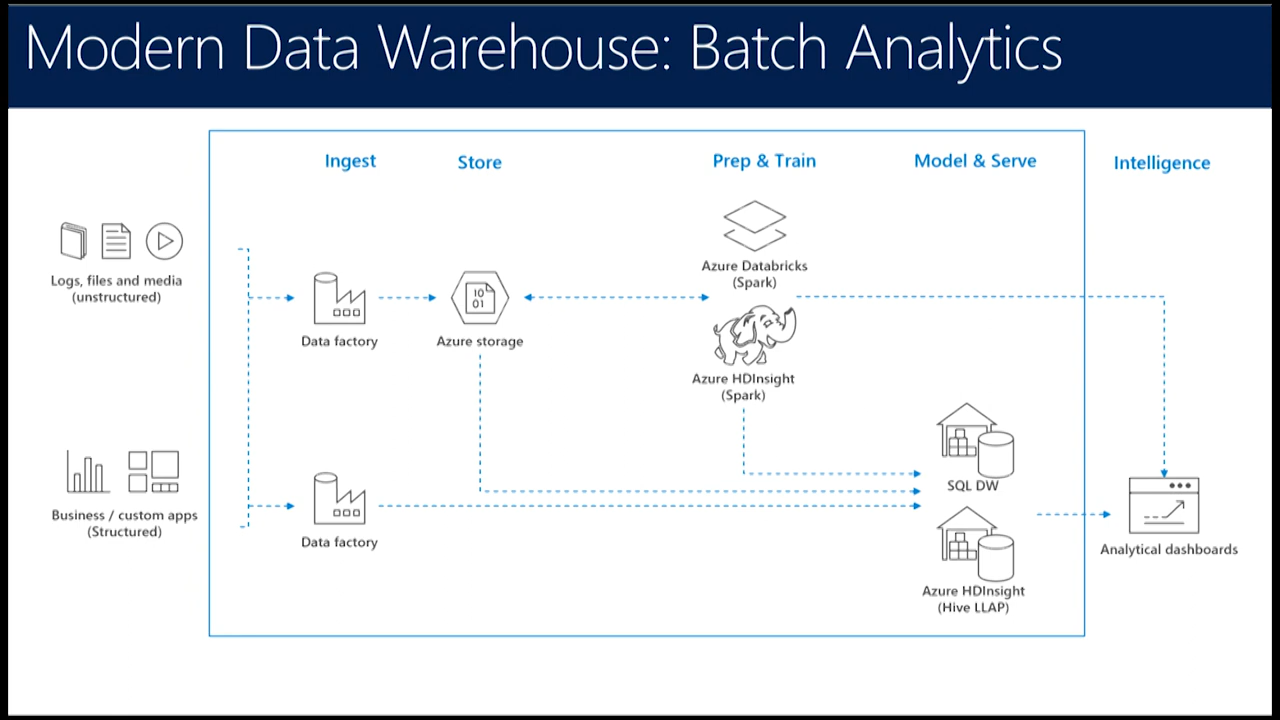 Modern Data Warehouse: Batch Analytics
Ingest
Store
Prep & Train
Model & Serve
Intelligence
Logs, files and media
(unstructured)
Data factory
10
01
Azure storage
Azure Databricks
(Spark)
Azure HDInsight
(Spark)
Business / custom apps
(Structured)
Data factory
SQL DW
Azure HDInsight
(Hive LLAP)
Analytical dashboards